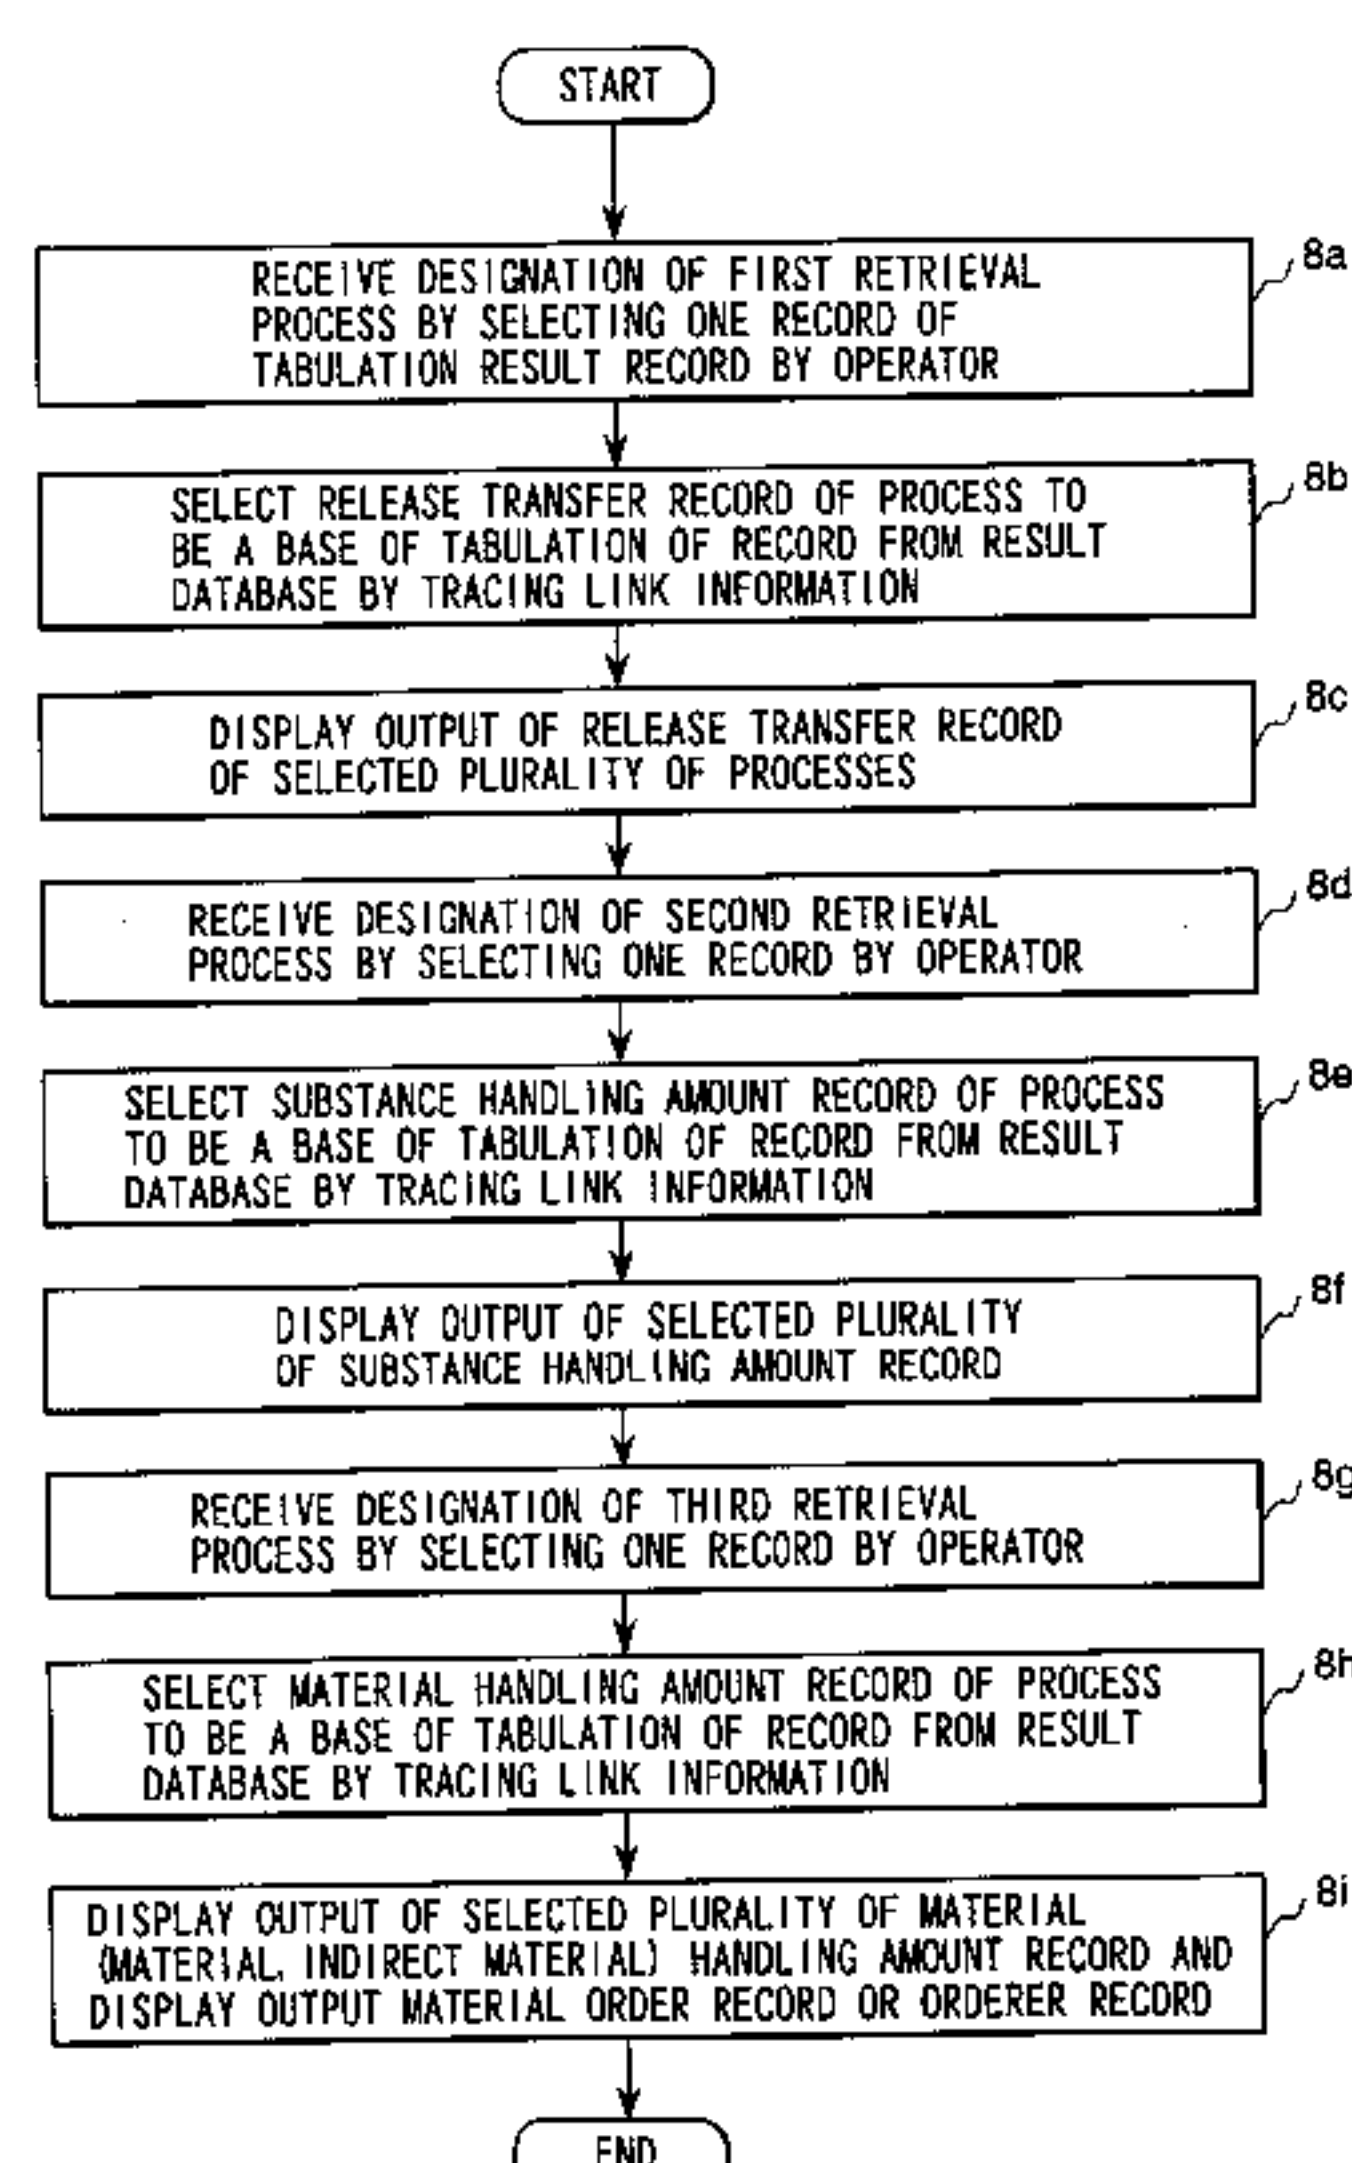 START
8a
RECEIVE DESIGNATION OF FIRST RETRIEVAL
PROCESS BY SELECTING ONE RECORD OF
TABULATION RESULT RECORD BY OPERATOR
8b
SELECT RELEASE TRANSFER RECORD OF PROCESS TO
BE A BASE OF TABULATION OF RECORD FROM RESULT
DATABASE BY TRACING LINK INFORMATION
8c
DISPLAY OUTPUT OF RELEASE TRANSFER RECORD
OF SELECTED PLURALITY OF PROCESSES
8d
RECEIVE DESIGNATION OF SECOND RETRIEVAL
PROCESS BY SELECTING ONE RECORD BY OPERATOR
8e
SELECT SUBSTANCE HANDLING AMOUNT RECORD OF PROCESS
TO BE A BASE OF TABULATION OF RECORD FROM RESULT
DATABASE BY TRACING LINK INFORMATION
8f
DISPLAY OUTPUT OF SELECTED PLURALITY
OF SUBSTANCE HANDLING AMOUNT RECORD
8g
RECEIVE DESIGNATION OF THIRD RETRIEVAL
PROCESS BY SELECTING ONE RECORD BY OPERATOR
8h
SELECT MATERIAL HANDLING AMOUNT RECORD OF PROCESS
TO BE A BASE OF TABULATION OF RECORD FROM RESULT
DATABASE BY TRACING LINK INFORMATION
8i
DISPLAY OUTPUT OF SELECTED PLURALITY OF MATERIAL
(MATERIAL, INDIRECT MATERIAL) HANDLING AMOUNT RECORD AND
DISPLAY OUTPUT MATERIAL ORDER RECORD OR ORDERER RECORD
END